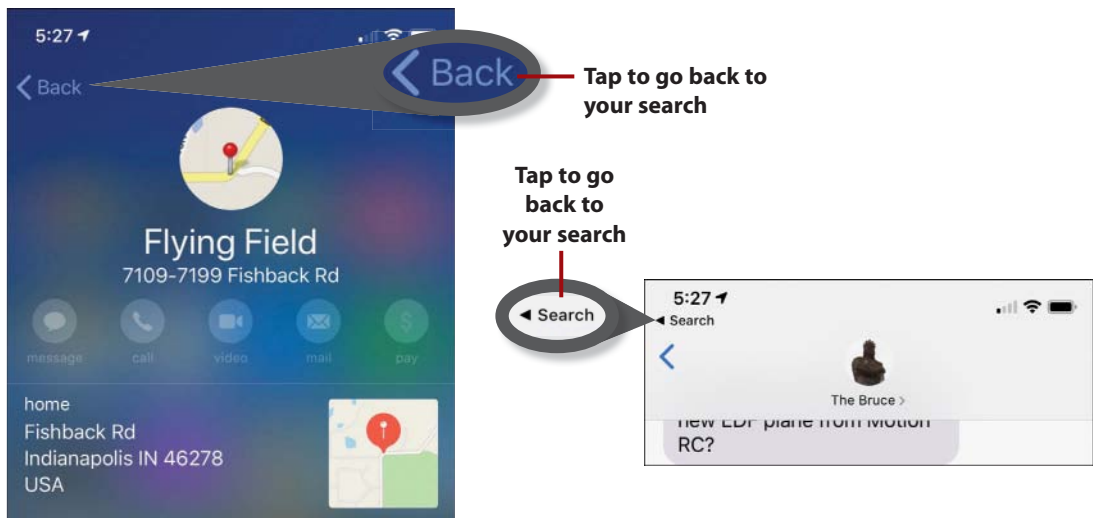 5:27
Back
Back
Tap to go back to
your search
Flying Field
7109-7199 Fishback Rd
message
call
video
mail
pay
home
Fishback Rd
Indianapolis IN 46278
USA
Tap to go
back to
your search
Search
5:27
Search
The Bruce >
new EDF plane from Motion
RC?